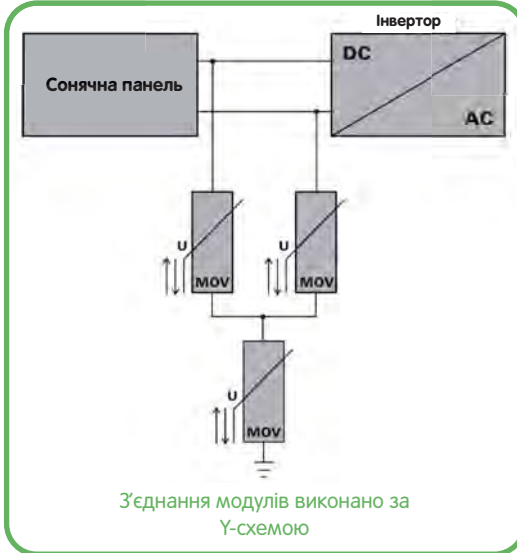 Інвертор
Сонячна панель
DC
AC
U
MOV
U
MOV
U
MOV
З’єднання модулів виконано за
Y-схемою